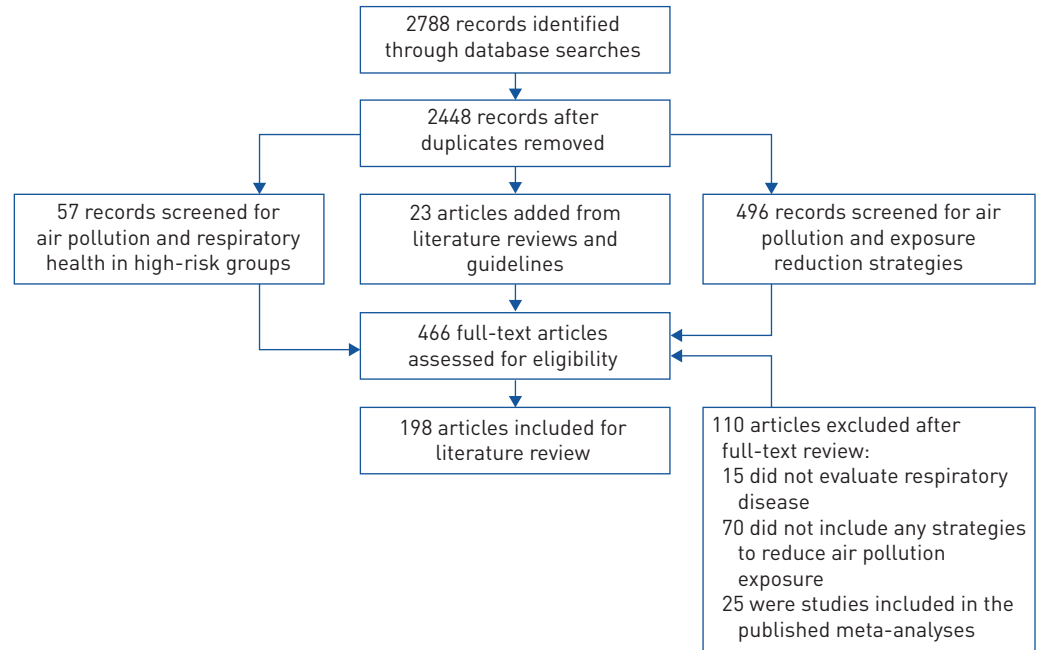 2788 records identified
through database searches
2448 records after
duplicates removed
57 records screened for
air pollution and respiratory
health in high-risk groups
23 articles added from
literature reviews and
guidelines
496 records screened for air
pollution and exposure
reduction strategies
466 full-text articles
assessed for eligibility
198 articles included for
literature review
110 articles excluded after
full-text review:
15 did not evaluate respiratory
disease
70 did not include any strategies
to reduce air pollution
exposure
25 were studies included in the
published meta-analyses